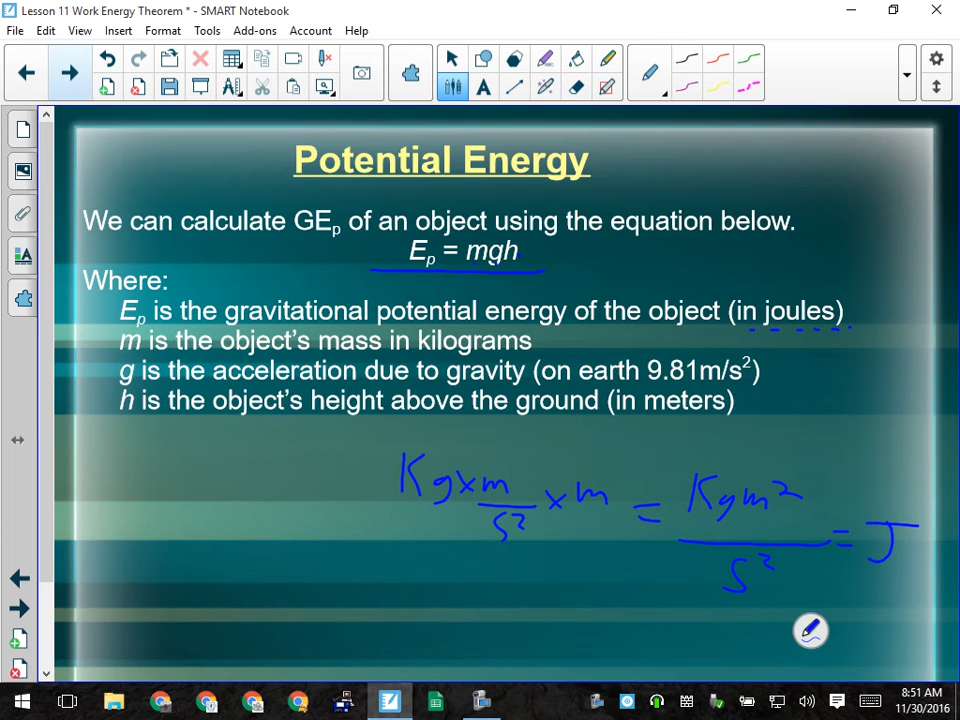 Lesson 11 Work Energy Theorem * - SMART Notebook
File Edit View Insert Format Tools Add-ons Account Help
Potential Energy
We can calculate GEp of an object using the equation below.
Ep = mgh
Where:
Ep is the gravitational potential energy of the object (in joules)
m is the object's mass in kilograms
g is the acceleration due to gravity (on earth 9.81m/s²)
h is the object's height above the ground (in meters)
Kg x m/s² x m = Kgm²/s² = J
8:51 AM
11/30/2016